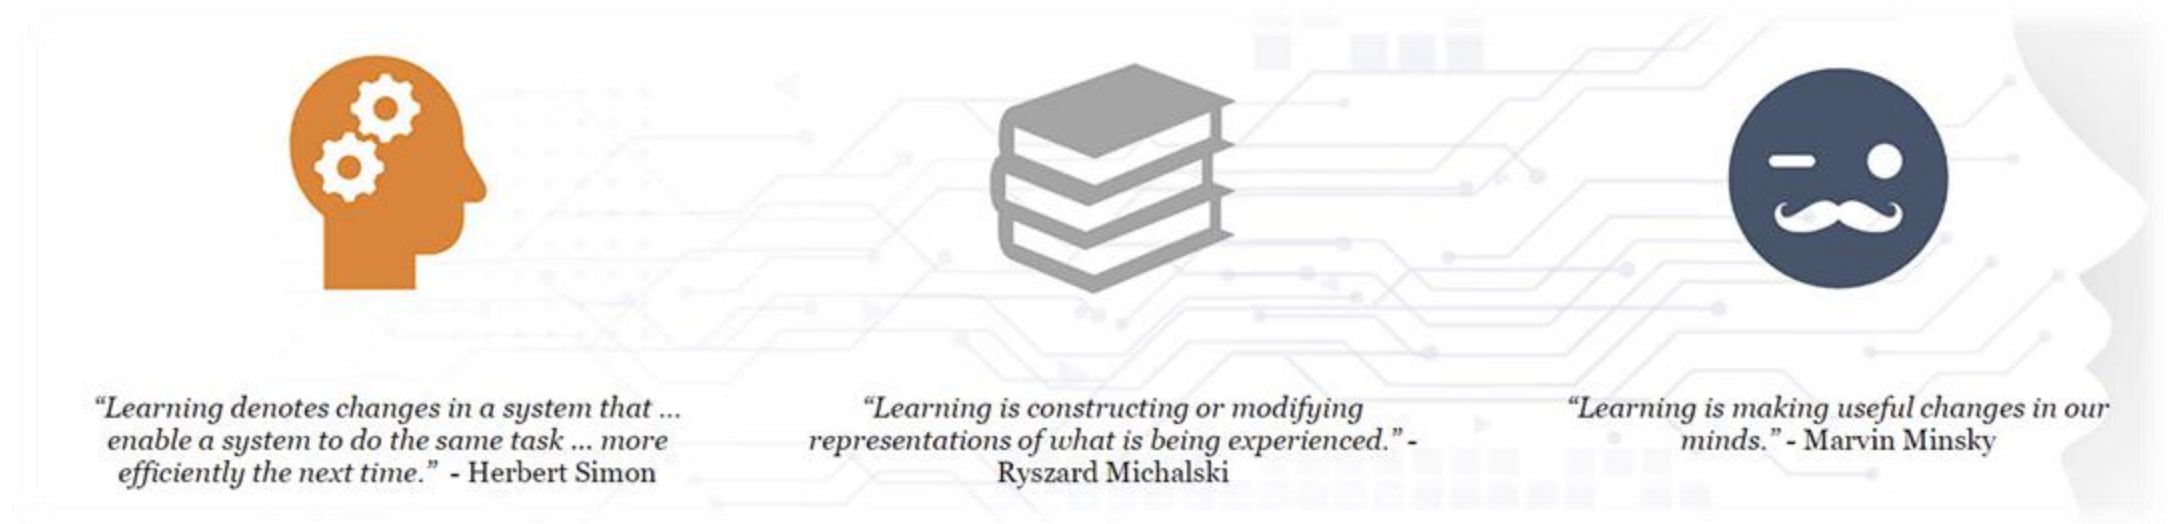 “Learning denotes changes in a system that ...
enable a system to do the same task ... more
efficiently the next time.” - Herbert Simon
“Learning is constructing or modifying
representations of what is being experienced.” -
Ryszard Michalski
“Learning is making useful changes in our
minds.” - Marvin Minsky